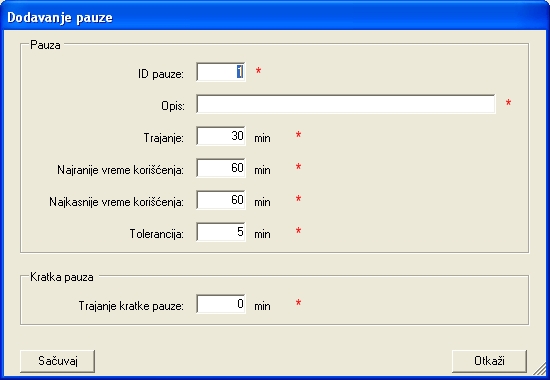 Dodavanje pauze
Pauza
ID pauze: 1 *
Opis: *
Trajanje: 30 min *
Najranije vreme korišćenja: 60 min *
Najkasnije vreme korišćenja: 60 min *
Tolerancija: 5 min *
Kratka pauza
Trajanje kratke pauze: 0 min *
Sačuvaj Otkaži